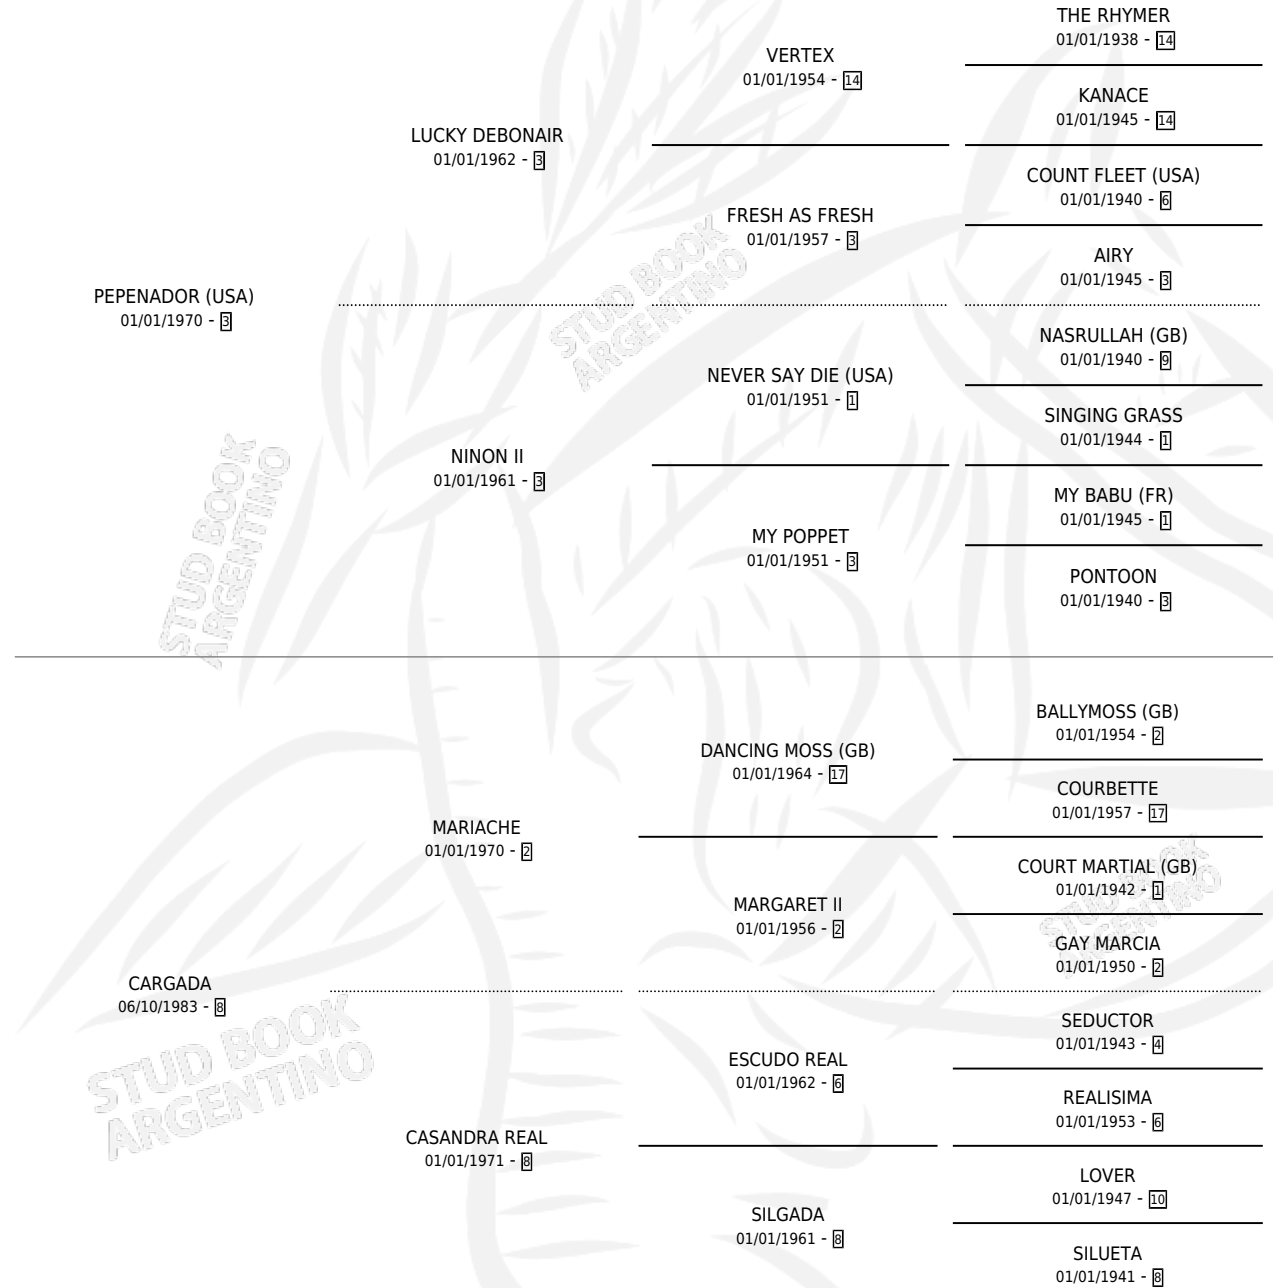 THE RHYMER
01/01/1938 - 14
VERTEX
01/01/1954 - 14
KANACE
01/01/1945 - 14
LUCKY DEBONAIR
01/01/1962 - 3
COUNT FLEET (USA)
01/01/1940 - 6
FRESH AS FRESH
01/01/1957 - 3
AIRY
01/01/1945 - 3
PEPENADOR (USA)
01/01/1970 - 3
NASRULLAH (GB)
01/01/1940 - 9
NEVER SAY DIE (USA)
01/01/1951 - 1
SINGING GRASS
01/01/1944 - 1
NINON II
01/01/1961 - 3
MY BABU (FR)
01/01/1945 - 1
MY POPPET
01/01/1951 - 3
PONTOON
01/01/1940 - 3
BALLYMOSS (GB)
01/01/1954 - 2
DANCING MOSS (GB)
01/01/1964 - 17
COURBETTE
01/01/1957 - 17
MARIACHE
01/01/1970 - 2
COURT MARTIAL (GB)
01/01/1942 - 1
MARGARET II
01/01/1956 - 2
GAY MARCIA
01/01/1950 - 2
CARGADA
06/10/1983 - 8
SEDUCTOR
01/01/1943 - 4
ESCUDO REAL
01/01/1962 - 6
REALISIMA
01/01/1953 - 6
CASANDRA REAL
01/01/1971 - 8
LOVER
01/01/1947 - 10
SILGADA
01/01/1961 - 8
SILUETA
01/01/1941 - 8
STUD BOOK
ARGENTINO
STUD BOOK
ARGENTINO
STUD BOOK
ARGENTINO
STUD BOOK
ARGENTINO